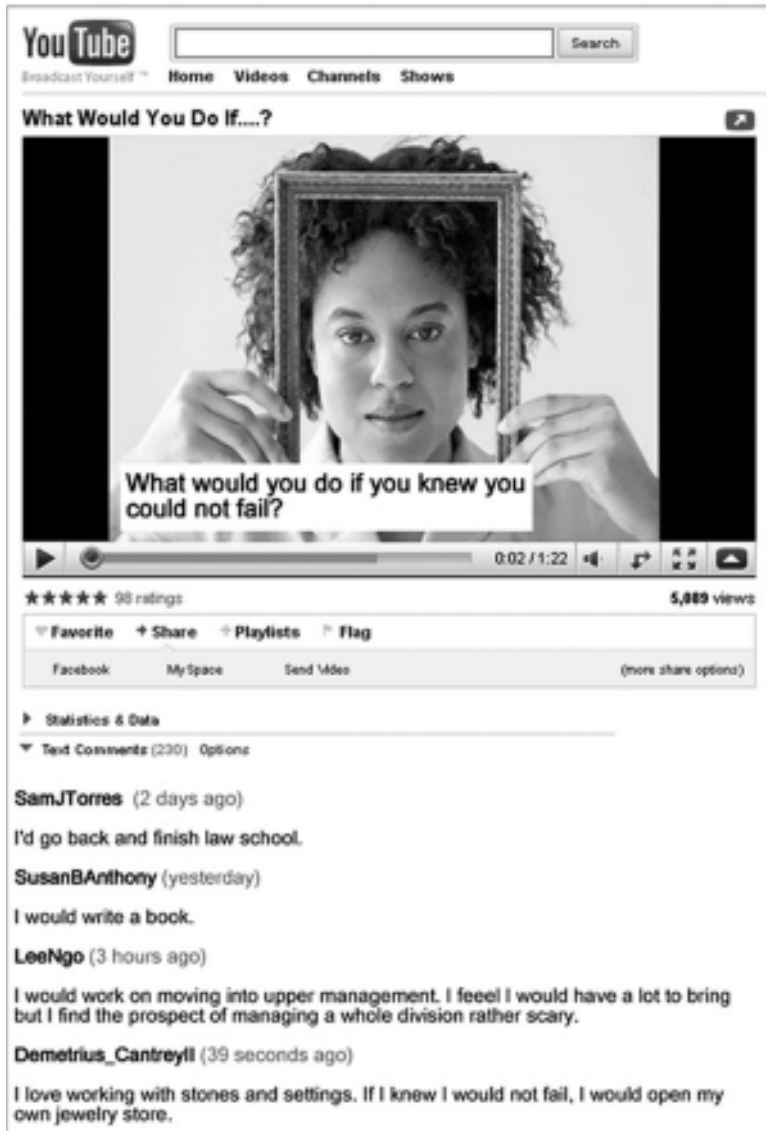 YouTube
Search
Broadcast Yourself ™ Home Videos Channels Shows
What Would You Do If....?
What would you do if you knew you
could not fail?
0:02 / 1:22
98 ratings 5,089 views
Favorite Share Playlists Flag
Facebook MySpace Send Video (more share options)
Statistics & Data
Text Comments (230) Options
SamJTorres (2 days ago)
I'd go back and finish law school.
SusanBAnthony (yesterday)
I would write a book.
LeeNgo (3 hours ago)
I would work on moving into upper management. I feeel I would have a lot to bring
but I find the prospect of managing a whole division rather scary.
Demetrius_CantreyII (39 seconds ago)
I love working with stones and settings. If I knew I would not fail, I would open my
own jewelry store.